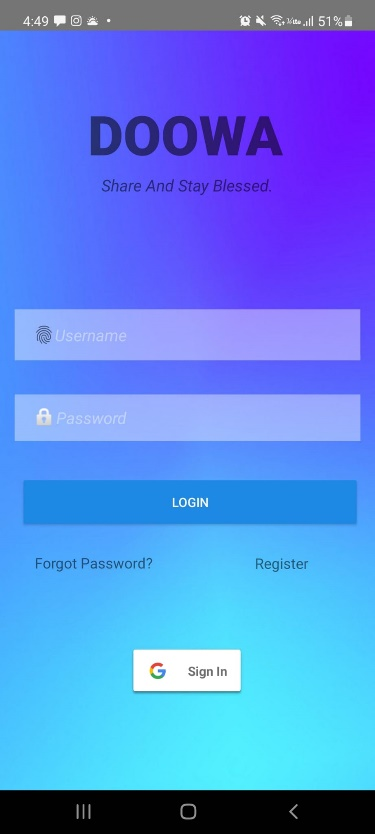 4:49 51%
DOOWA
Share And Stay Blessed.
Username
Password
LOGIN
Forgot Password? Register
Sign In